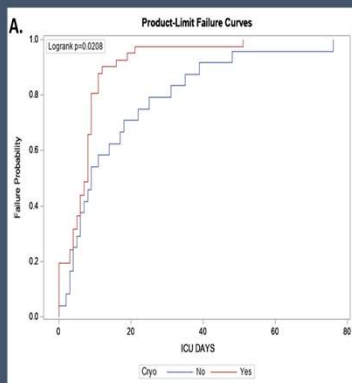 A.
Product-Limit Failure Curves
Logrank p=0.0208
1.0
0.8
0.6
0.4
0.2
0.0
Failure Probability
0
20
40
60
80
ICU DAYS
Cryo
No
Yes